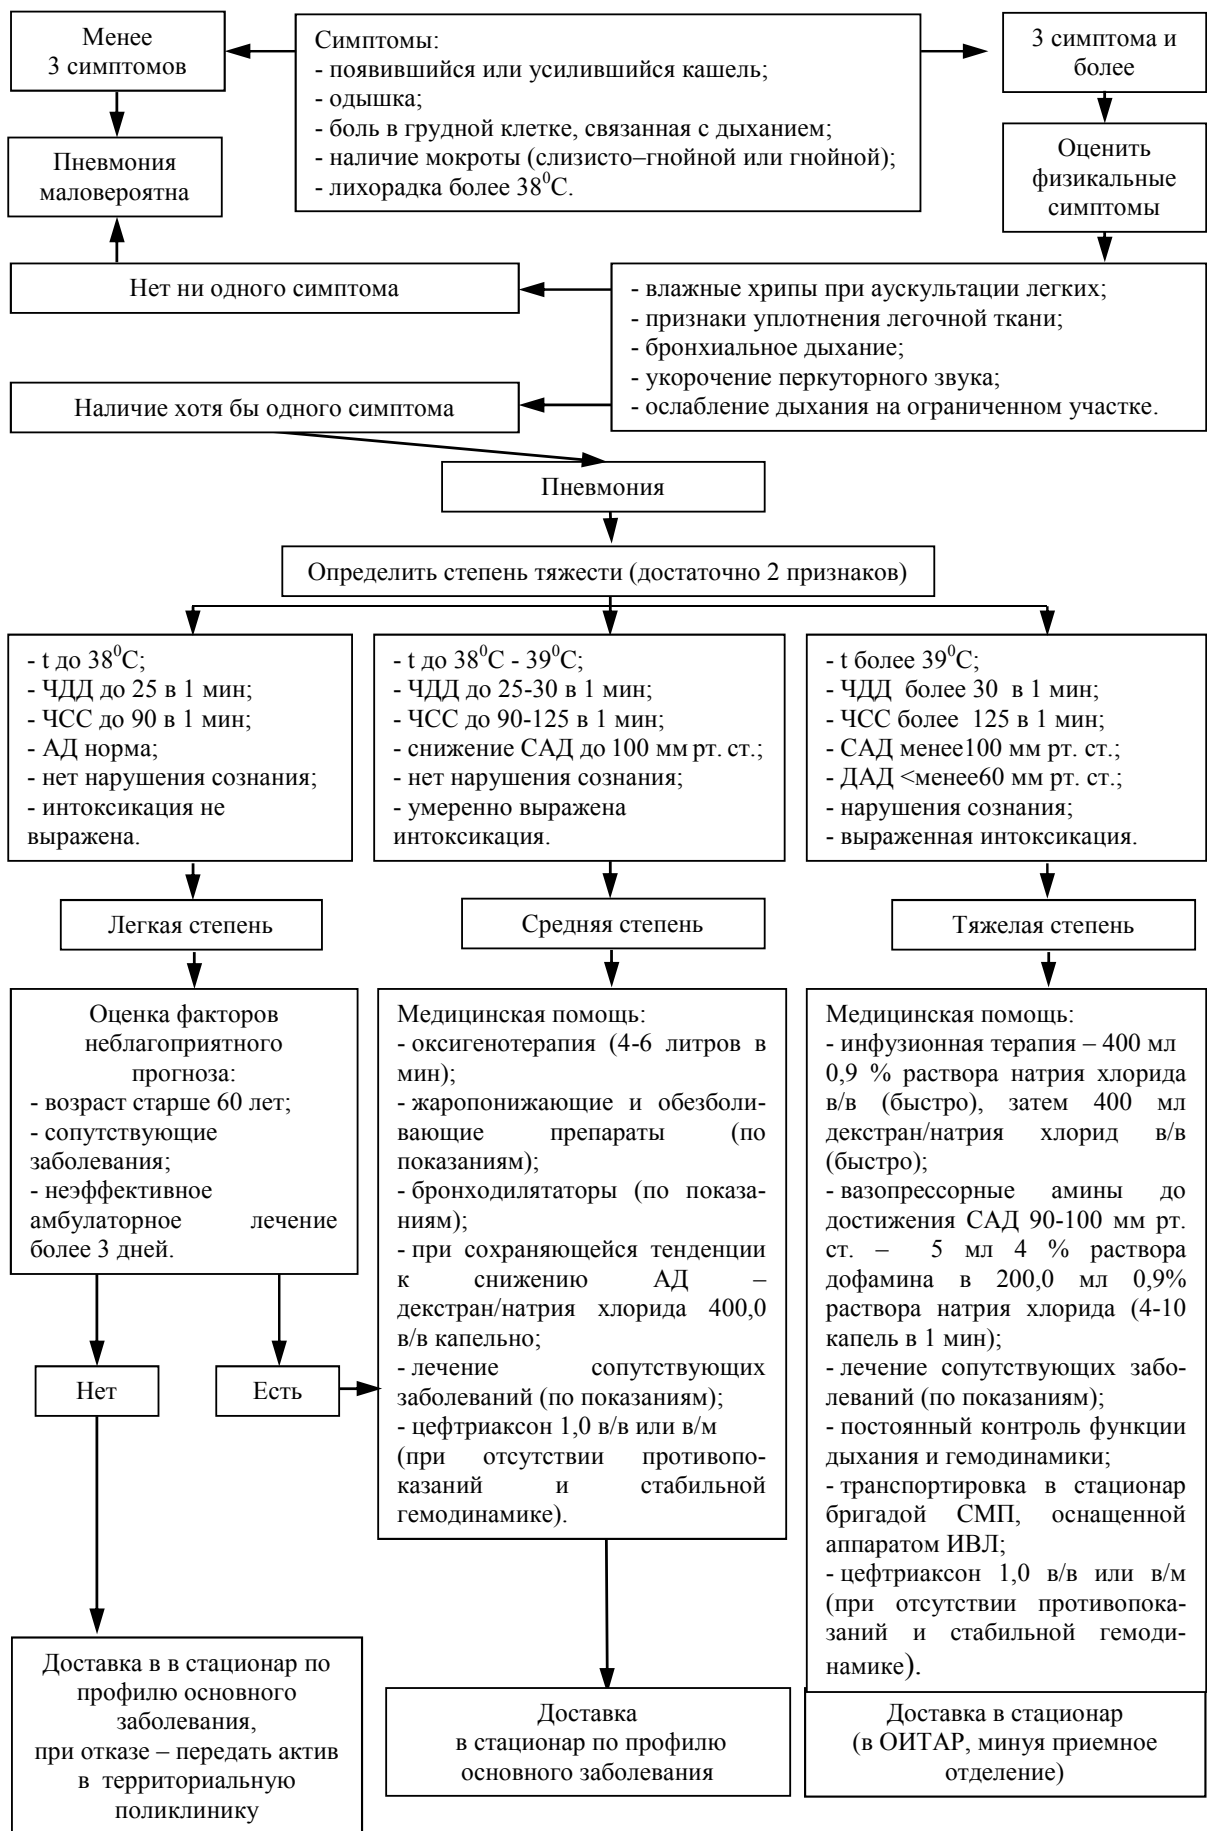 Менее
3 симптомов
Симптомы:
- появившийся или усилившийся кашель;
- одышка;
- боль в грудной клетке, связанная с дыханием;
- наличие мокроты (слизисто–гнойной или гнойной);
- лихорадка более 38⁰С.
3 симптома и
более
Пневмония
маловероятна
Оценить
физикальные
симптомы
Нет ни одного симптома
- влажные хрипы при аускультации легких;
- признаки уплотнения легочной ткани;
- бронхиальное дыхание;
- укорочение перкуторного звука;
- ослабление дыхания на ограниченном участке.
Наличие хотя бы одного симптома
Пневмония
Определить степень тяжести (достаточно 2 признаков)
- t до 38⁰С;
- ЧДД до 25 в 1 мин;
- ЧСС до 90 в 1 мин;
- АД норма;
- нет нарушения сознания;
- интоксикация не
выражена.
- t до 38⁰С - 39⁰С;
- ЧДД до 25-30 в 1 мин;
- ЧСС до 90-125 в 1 мин;
- снижение САД до 100 мм рт. ст.;
- нет нарушения сознания;
- умеренно выражена
интоксикация.
- t более 39⁰С;
- ЧДД более 30 в 1 мин;
- ЧСС более 125 в 1 мин;
- САД менее100 мм рт. ст.;
- ДАД <менее60 мм рт. ст.;
- нарушения сознания;
- выраженная интоксикация.
Легкая степень
Средняя степень
Тяжелая степень
Оценка факторов
неблагоприятного
прогноза:
- возраст старше 60 лет;
- сопутствующие
заболевания;
- неэффективное
амбулаторное лечение
более 3 дней.
Нет
Есть
Медицинская помощь:
- оксигенотерапия (4-6 литров в
мин);
- жаропонижающие и обезболи-
вающие препараты (по
показаниям);
- бронходилятаторы (по показа-
ниям);
- при сохраняющейся тенденции
к снижению АД –
декстран/натрия хлорида 400,0
в/в капельно;
- лечение сопутствующих
заболеваний (по показаниям);
- цефтриаксон 1,0 в/в или в/м
(при отсутствии противопо-
казаний и стабильной
гемодинамике).
Медицинская помощь:
- инфузионная терапия – 400 мл
0,9 % раствора натрия хлорида
в/в (быстро), затем 400 мл
декстран/натрия хлорид в/в
(быстро);
- вазопрессорные амины до
достижения САД 90-100 мм рт.
ст. – 5 мл 4 % раствора
дофамина в 200,0 мл 0,9%
раствора натрия хлорида (4-10
капель в 1 мин);
- лечение сопутствующих забо-
леваний (по показаниям);
- постоянный контроль функции
дыхания и гемодинамики;
- транспортировка в стационар
бригадой СМП, оснащенной
аппаратом ИВЛ;
- цефтриаксон 1,0 в/в или в/м
(при отсутствии противопока-
заний и стабильной гемоди-
намике).
Доставка в в стационар по
профилю основного
заболевания,
при отказе – передать актив
в территориальную
поликлинику
Доставка
в стационар по профилю
основного заболевания
Доставка в стационар
(в ОИТАР, минуя приемное
отделение)